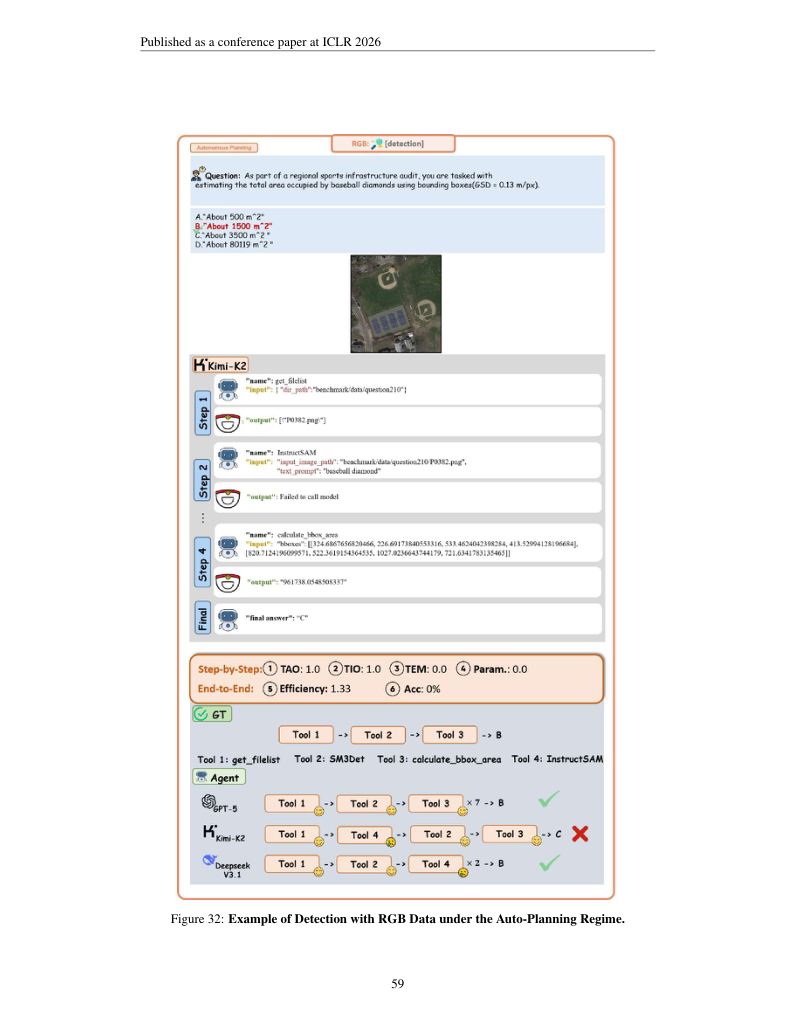 Published as a conference paper at ICLR 2026
Autonomous Planning
RGB: [detection]
Question: As part of a regional sports infrastructure audit, you are tasked with
estimating the total area occupied by baseball diamonds using bounding boxes(GSD = 0.13 m/px).
A."About 500 m^2"
B."About 1500 m^2"
C."About 3500 m^2 "
D."About 80119 m^2 "
Kimi-K2
Step 1
"name": get_filelist
"input": { "dir_path":"benchmark/data/question210"}
"output": ["P0382.png\"]
Step 2
"name": InstructSAM
"input": "input_image_path": "benchmark/data/question210/P0382.png",
"text_prompt": "baseball diamond"
"output": Failed to call model
⋮
Step 4
"name": calculate_bbox_area
"input": "bboxes": [[324.6867656820466, 226.69173840553316, 533.4624042398284, 413.52994128196684],
[820.7124196099571, 522.3619154364535, 1027.0236643744179, 721.6341783135465]]
"output": "961738.0548508337"
Final
"final answer": "C"
Step-by-Step: 1 TAO: 1.0 2 TIO: 1.0 3 TEM: 0.0 4 Param.: 0.0
End-to-End: 5 Efficiency: 1.33 6 Acc: 0%
GT
Tool 1 -> Tool 2 -> Tool 3 -> B
Tool 1: get_filelist Tool 2: SM3Det Tool 3: calculate_bbox_area Tool 4: InstructSAM
Agent
GPT-5 Tool 1 -> Tool 2 -> Tool 3 × 7 -> B
Kimi-K2 Tool 1 -> Tool 4 -> Tool 2 -> Tool 3 -> C
Deepseek V3.1 Tool 1 -> Tool 2 -> Tool 4 × 2 -> B
Figure 32: Example of Detection with RGB Data under the Auto-Planning Regime.
59